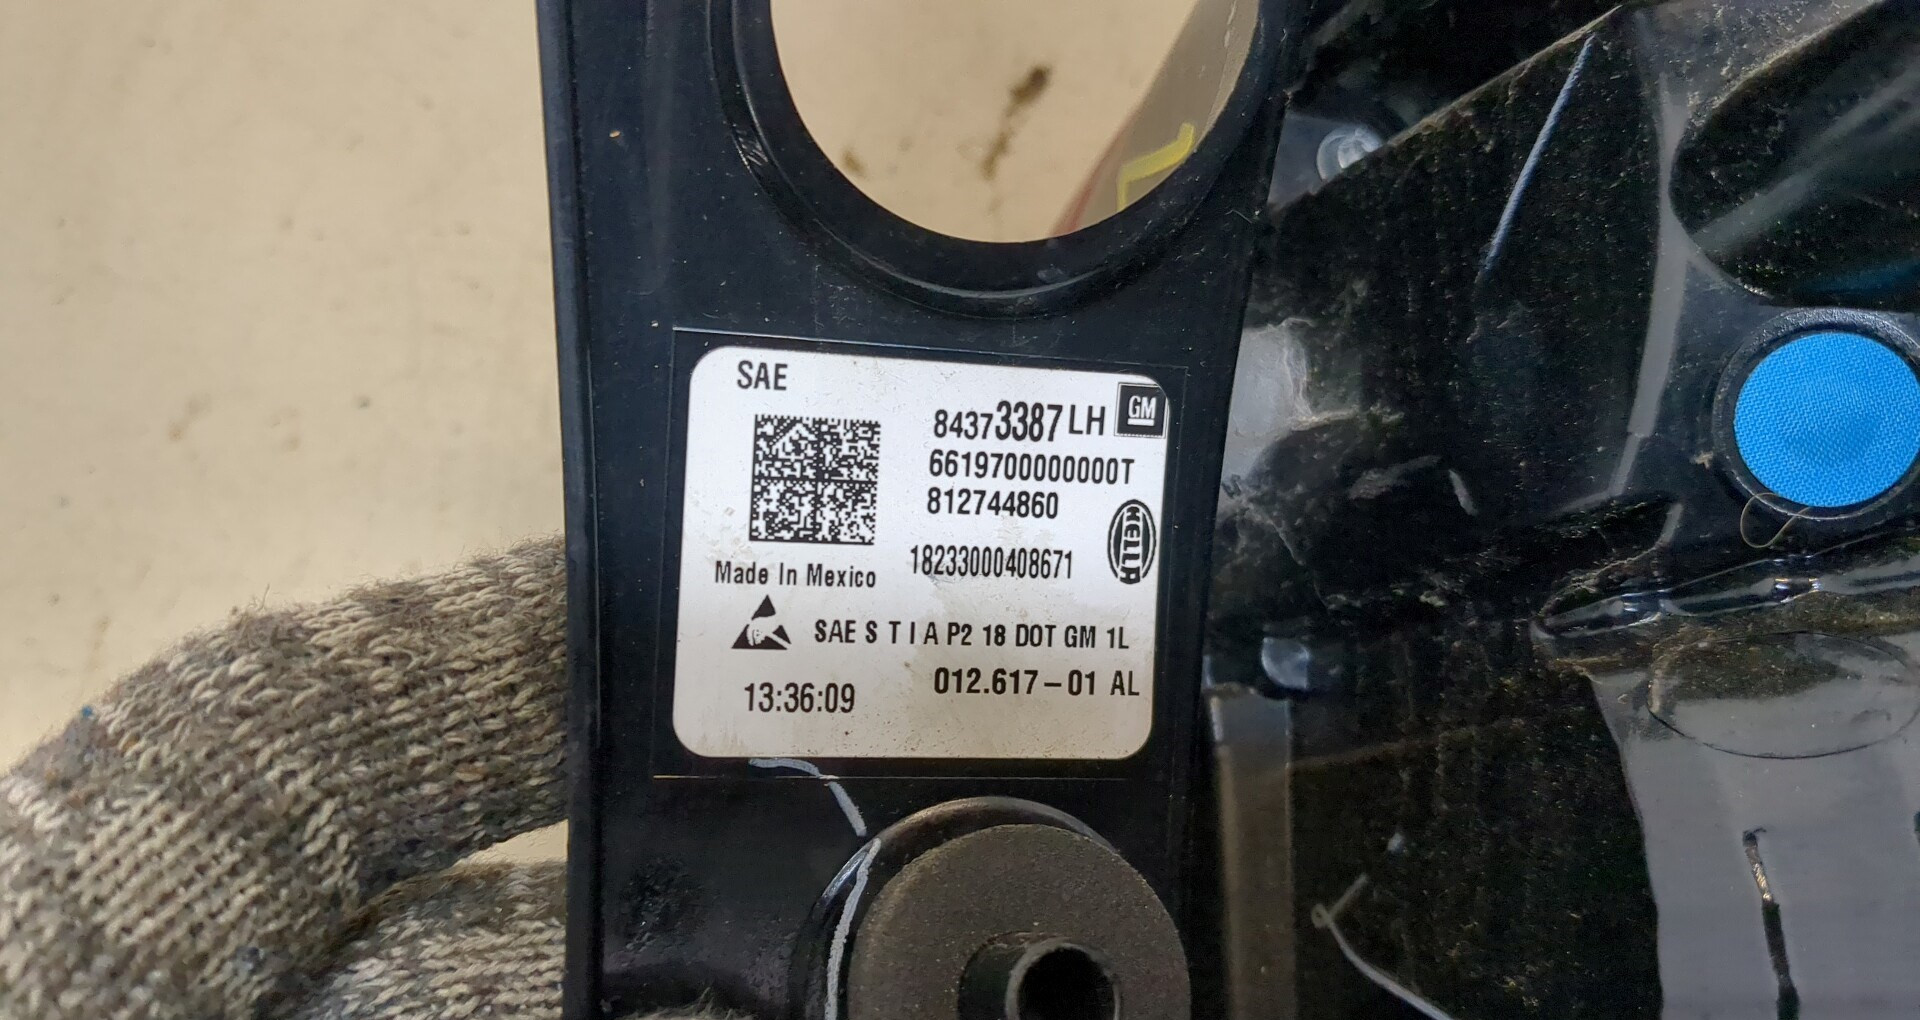 SAE
84373387 LH GM
6619700000000T
812744860
HELLA
18233000408671
Made In Mexico
SAE S T I A P2 18 DOT GM 1L
012.617-01 AL
13:36:09